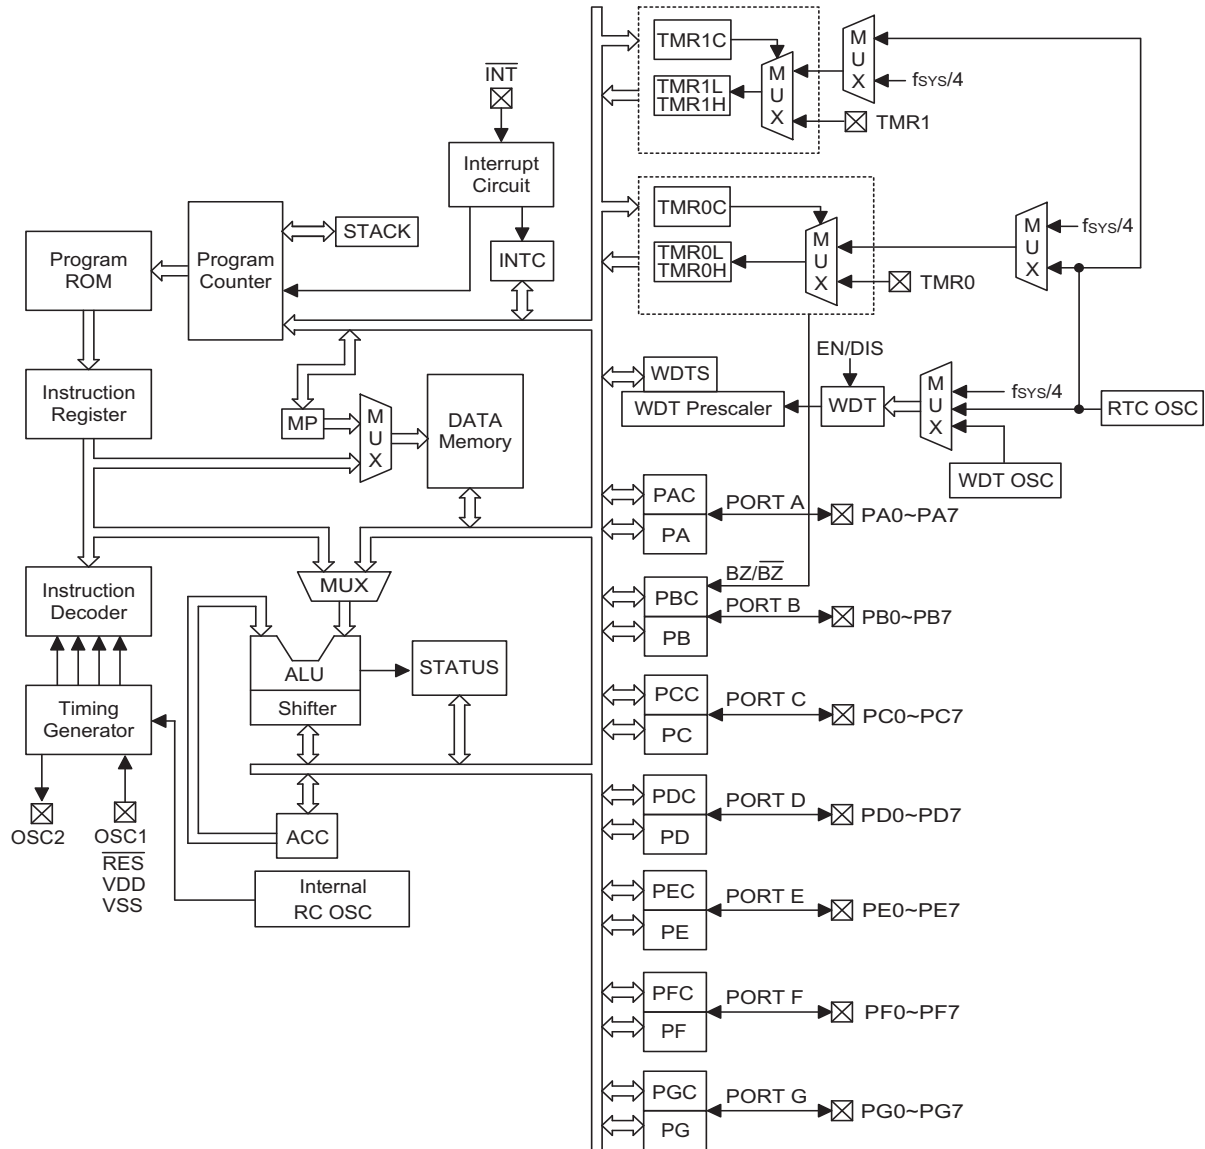 INT
Interrupt
Circuit
INTC
STACK
Program
Counter
Program
ROM
Instruction
Register
MP
M
U
X
DATA
Memory
Instruction
Decoder
MUX
ALU
Shifter
STATUS
Timing
Generator
OSC2
OSC1
RES
VDD
VSS
ACC
Internal
RC OSC
TMR1C
TMR1L
TMR1H
M
U
X
M
U
X
fSYS/4
TMR1
TMR0C
TMR0L
TMR0H
M
U
X
M
U
X
fSYS/4
TMR0
EN/DIS
WDTS
WDT Prescaler
WDT
M
U
X
fSYS/4
RTC OSC
WDT OSC
PAC
PA
PORT A
PA0~PA7
BZ/BZ
PBC
PB
PORT B
PB0~PB7
PCC
PC
PORT C
PC0~PC7
PDC
PD
PORT D
PD0~PD7
PEC
PE
PORT E
PE0~PE7
PFC
PF
PORT F
PF0~PF7
PGC
PG
PORT G
PG0~PG7